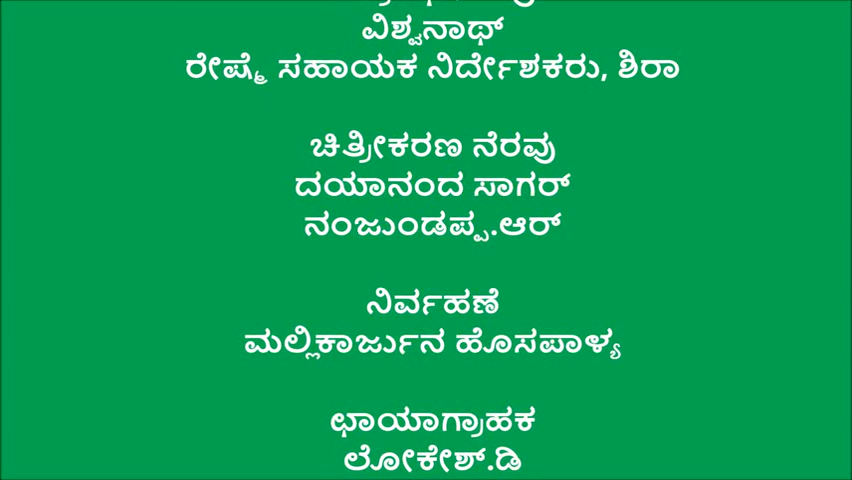 ವಿಶ್ವನಾಥ್
ರೇಷ್ಮೆ ಸಹಾಯಕ ನಿರ್ದೇಶಕರು, ಶಿರಾ
ಚಿತ್ರೀಕರಣ ನೆರವು
ದಯಾನಂದ ಸಾಗರ್
ನಂಜುಂಡಪ್ಪ.ಆರ್
ನಿರ್ವಹಣೆ
ಮಲ್ಲಿಕಾರ್ಜುನ ಹೊಸಪಾಳ್ಯ
ಛಾಯಾಗ್ರಾಹಕ
ಲೋಕೇಶ್.ಡಿ